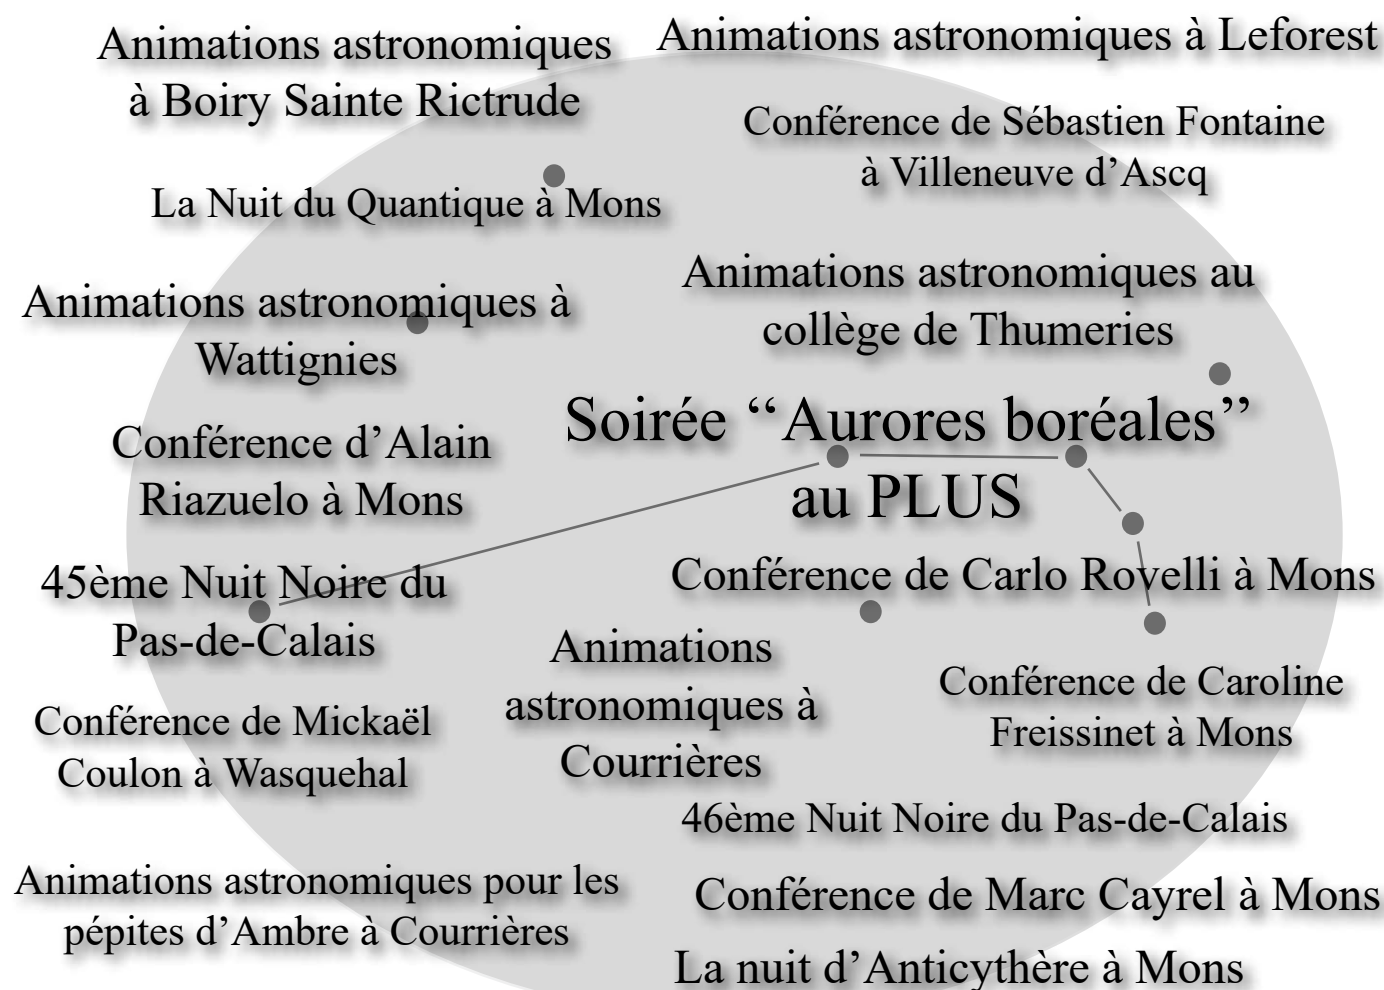 Animations astronomiques
à Boiry Sainte Rictrude
Animations astronomiques à Leforest
Conférence de Sébastien Fontaine
à Villeneuve d’Ascq
La Nuit du Quantique à Mons
Animations astronomiques à
Wattignies
Animations astronomiques au
collège de Thumeries
Soirée “Aurores boréales”
au PLUS
Conférence d’Alain
Riazuelo à Mons
45ème Nuit Noire du
Pas-de-Calais
Conférence de Carlo Rovelli à Mons
Animations
astronomiques à
Courrières
Conférence de Caroline
Freissinet à Mons
Conférence de Mickaël
Coulon à Wasquehal
46ème Nuit Noire du Pas-de-Calais
Animations astronomiques pour les
pépites d’Ambre à Courrières
Conférence de Marc Cayrel à Mons
La nuit d’Anticythère à Mons